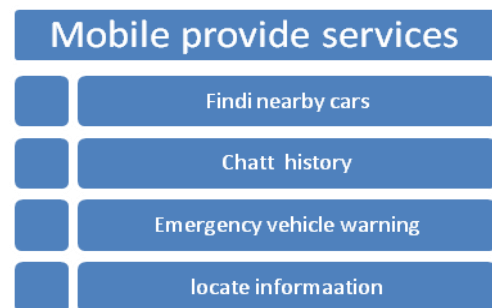 Mobile provide services
Findi nearby cars
Chatt history
Emergency vehicle warning
locate informaation